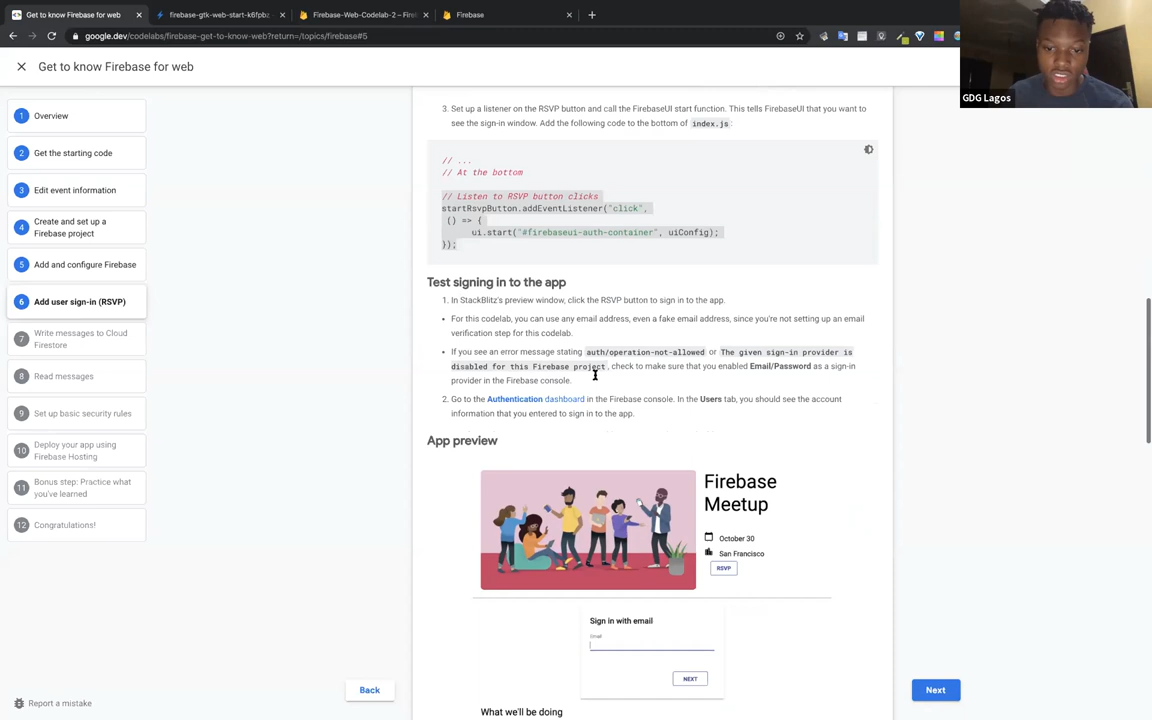 Get to know Firebase for web
firebase-gtk-web-start-k6fpbz
Firebase-Web-Codelab-2 – Fire
Firebase
google.dev/codelabs/firebase-get-to-know-web?return=/topics/firebase#5
GDG Lagos
Get to know Firebase for web
1 Overview
2 Get the starting code
3 Edit event information
4 Create and set up a
Firebase project
5 Add and configure Firebase
6 Add user sign-in (RSVP)
7 Write messages to Cloud
Firestore
8 Read messages
9 Set up basic security rules
10 Deploy your app using
Firebase Hosting
11 Bonus step: Practice what
you've learned
12 Congratulations!
Report a mistake
3. Set up a listener on the RSVP button and call the FirebaseUI start function. This tells FirebaseUI that you want to
see the sign-in window. Add the following code to the bottom of index.js:
// ...
// At the bottom
// Listen to RSVP button clicks
startRsvpButton.addEventListener("click",
() => {
ui.start("#firebaseui-auth-container", uiConfig);
});
Test signing in to the app
1. In StackBlitz's preview window, click the RSVP button to sign in to the app.
• For this codelab, you can use any email address, even a fake email address, since you're not setting up an email
verification step for this codelab.
• If you see an error message stating auth/operation-not-allowed or The given sign-in provider is
disabled for this Firebase project, check to make sure that you enabled Email/Password as a sign-in
provider in the Firebase console.
2. Go to the Authentication dashboard in the Firebase console. In the Users tab, you should see the account
information that you entered to sign in to the app.
App preview
Firebase
Meetup
October 30
San Francisco
RSVP
Sign in with email
Email
NEXT
What we'll be doing
Back
Next